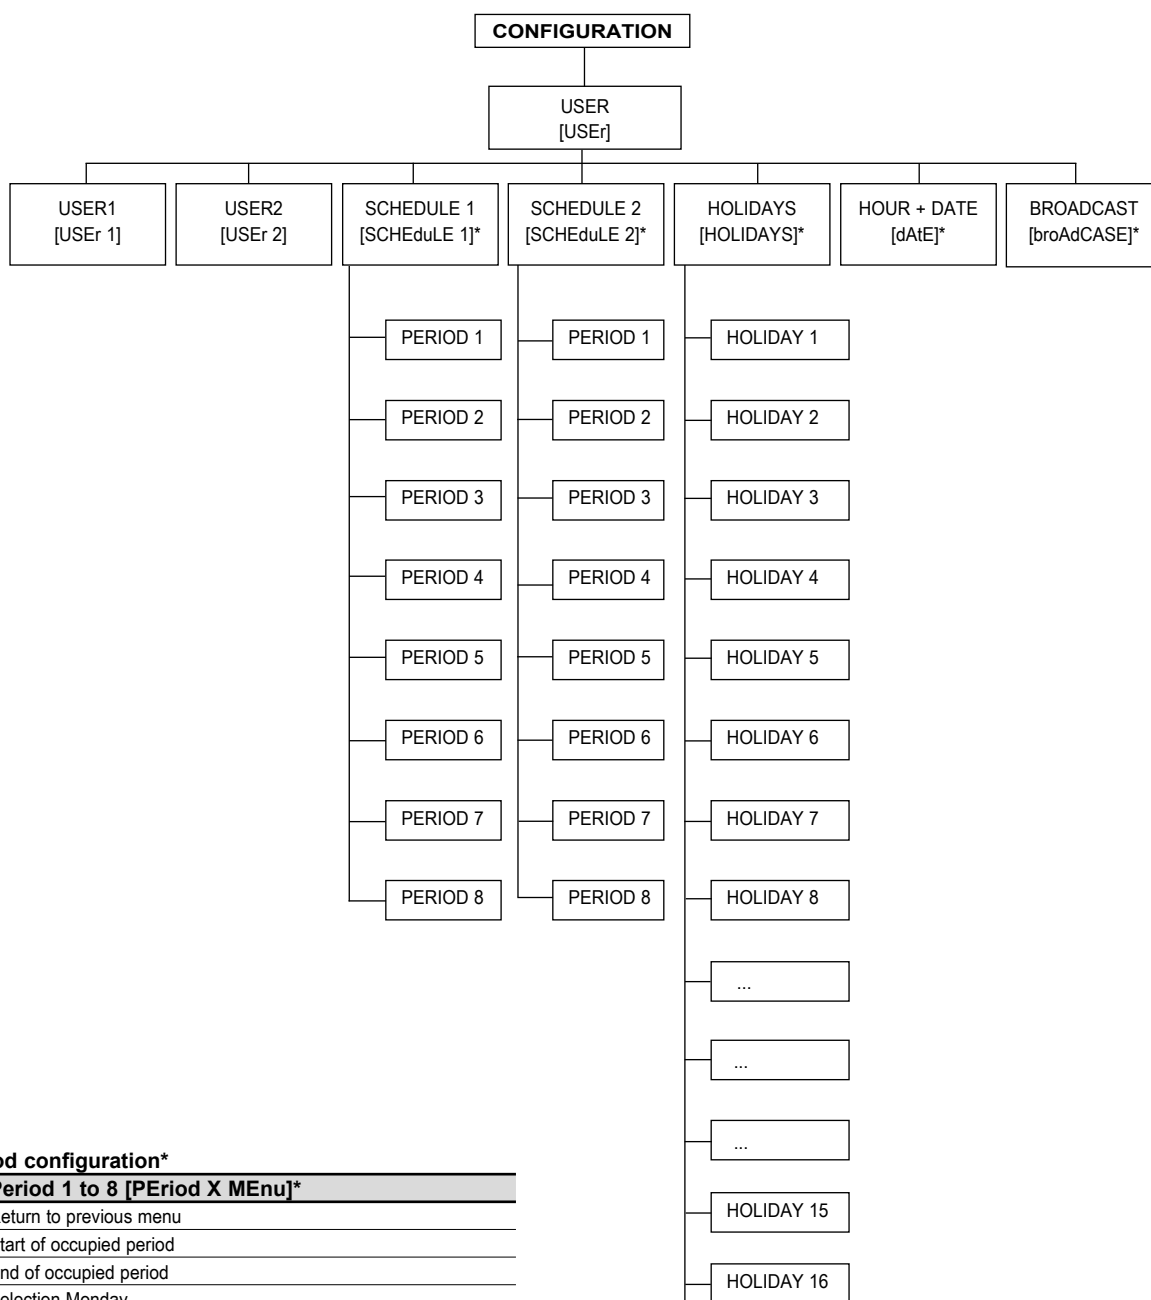 CONFIGURATION
USER
[USEr]
USER1
[USEr 1]
USER2
[USEr 2]
SCHEDULE 1
[SCHEduLE 1]*
SCHEDULE 2
[SCHEduLE 2]*
HOLIDAYS
[HOLIDAYS]*
HOUR + DATE
[dAtE]*
BROADCAST
[broAdCASE]*
PERIOD 1
PERIOD 1
HOLIDAY 1
PERIOD 2
PERIOD 2
HOLIDAY 2
PERIOD 3
PERIOD 3
HOLIDAY 3
PERIOD 4
PERIOD 4
HOLIDAY 4
PERIOD 5
PERIOD 5
HOLIDAY 5
PERIOD 6
PERIOD 6
HOLIDAY 6
PERIOD 7
PERIOD 7
HOLIDAY 7
PERIOD 8
PERIOD 8
HOLIDAY 8
...
...
...
HOLIDAY 15
HOLIDAY 16
od configuration*
Period 1 to 8 [PEriod X MEnu]*
eturn to previous menu
tart of occupied period
nd of occupied period
election Monday